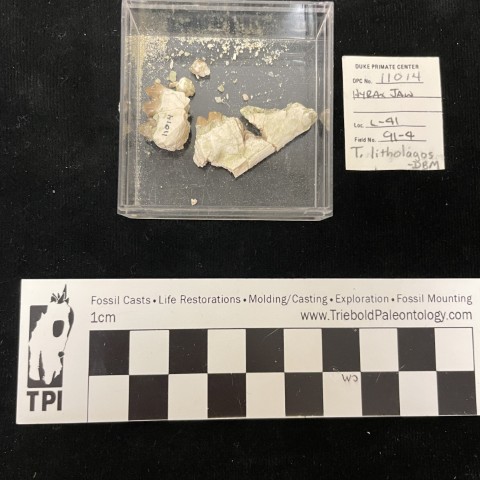 11014
DUKE PRIMATE CENTER
DPC No. 11014
HYRAX JAW
Loc. L-41
Field No. 91-4
T. lithologos
-DBM
Fossil Casts • Life Restorations • Molding/Casting • Exploration • Fossil Mounting
1cm
www.TrieboldPaleontology.com
CM
TPI